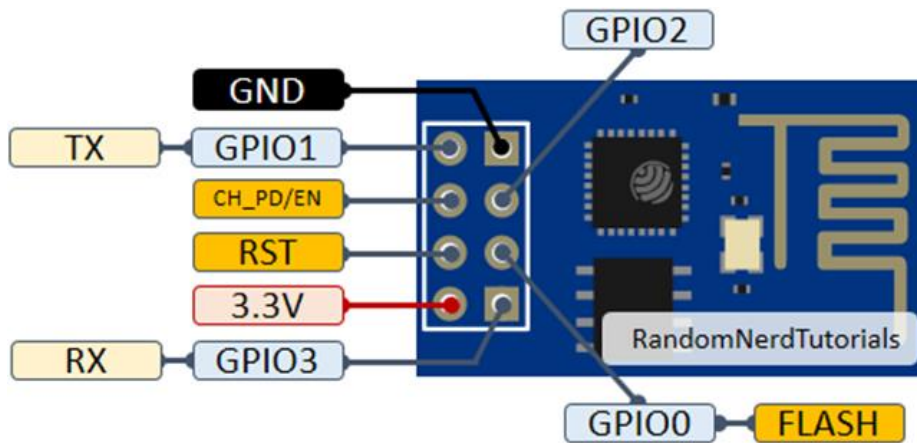 GPIO2
GND
TX GPIO1
CH_PD/EN
RST
3.3V
RandomNerdTutorials
RX GPIO3
GPIO0 FLASH